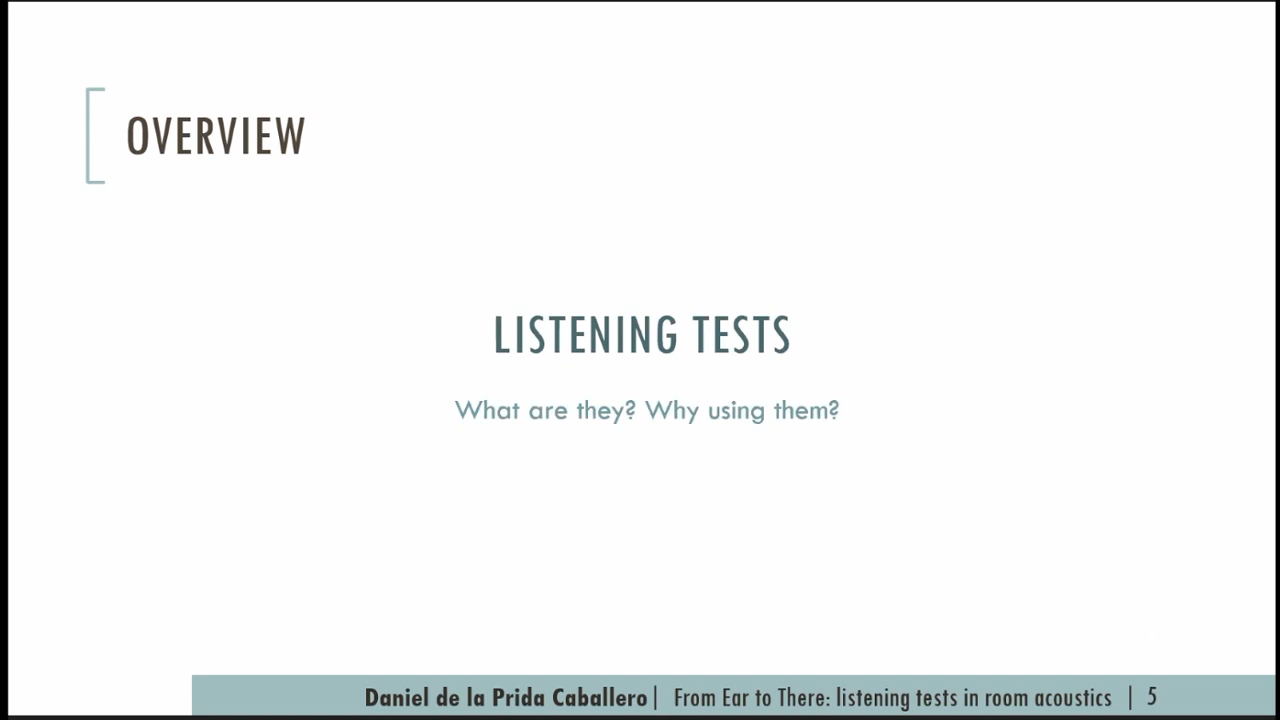 OVERVIEW
LISTENING TESTS
What are they? Why using them?
Daniel de la Prida Caballero | From Ear to There: listening tests in room acoustics | 5